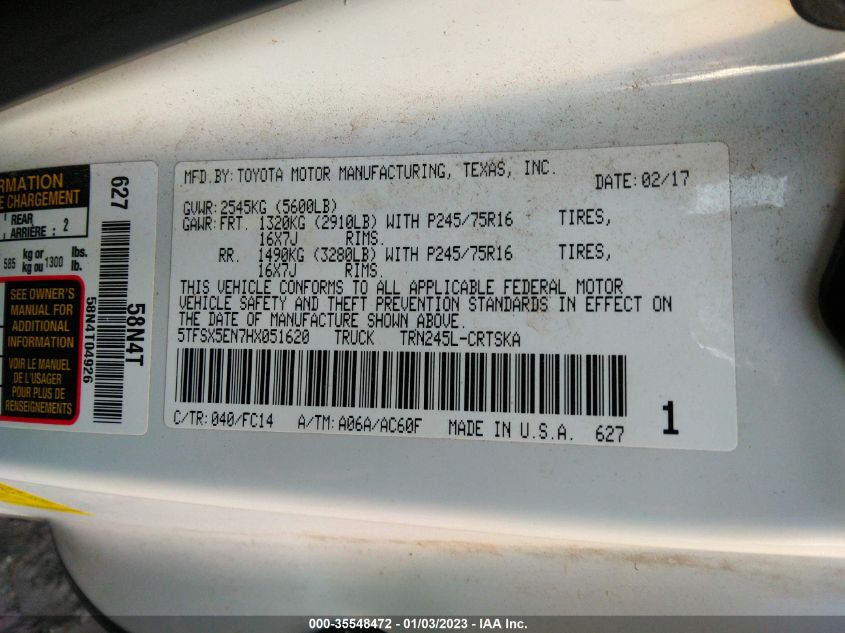 RMATION
E CHARGEMENT
REAR
ARRIÈRE : 2
585 kg or 1300 lbs.
kg ou lb.
SEE OWNER'S
MANUAL FOR
ADDITIONAL
INFORMATION
VOIR LE MANUEL
DE L'USAGER
POUR PLUS DE
RENSEIGNEMENTS
627
58N4T04926
58N4T
MFD.BY:TOYOTA MOTOR MANUFACTURING, TEXAS, INC.
DATE:02/17
GVWR:2545KG (5600LB)
GAWR:FRT. 1320KG (2910LB) WITH P245/75R16 TIRES,
16X7J RIMS.
RR. 1490KG (3280LB) WITH P245/75R16 TIRES,
16X7J RIMS.
THIS VEHICLE CONFORMS TO ALL APPLICABLE FEDERAL MOTOR
VEHICLE SAFETY AND THEFT PREVENTION STANDARDS IN EFFECT ON
THE DATE OF MANUFACTURE SHOWN ABOVE.
5TFSX5EN7HX051620 TRUCK TRN245L-CRTSKA
C/TR:040/FC14 A/TM:A06A/AC60F MADE IN U.S.A. 627
1
000-35548472 - 01/03/2023 - IAA Inc.